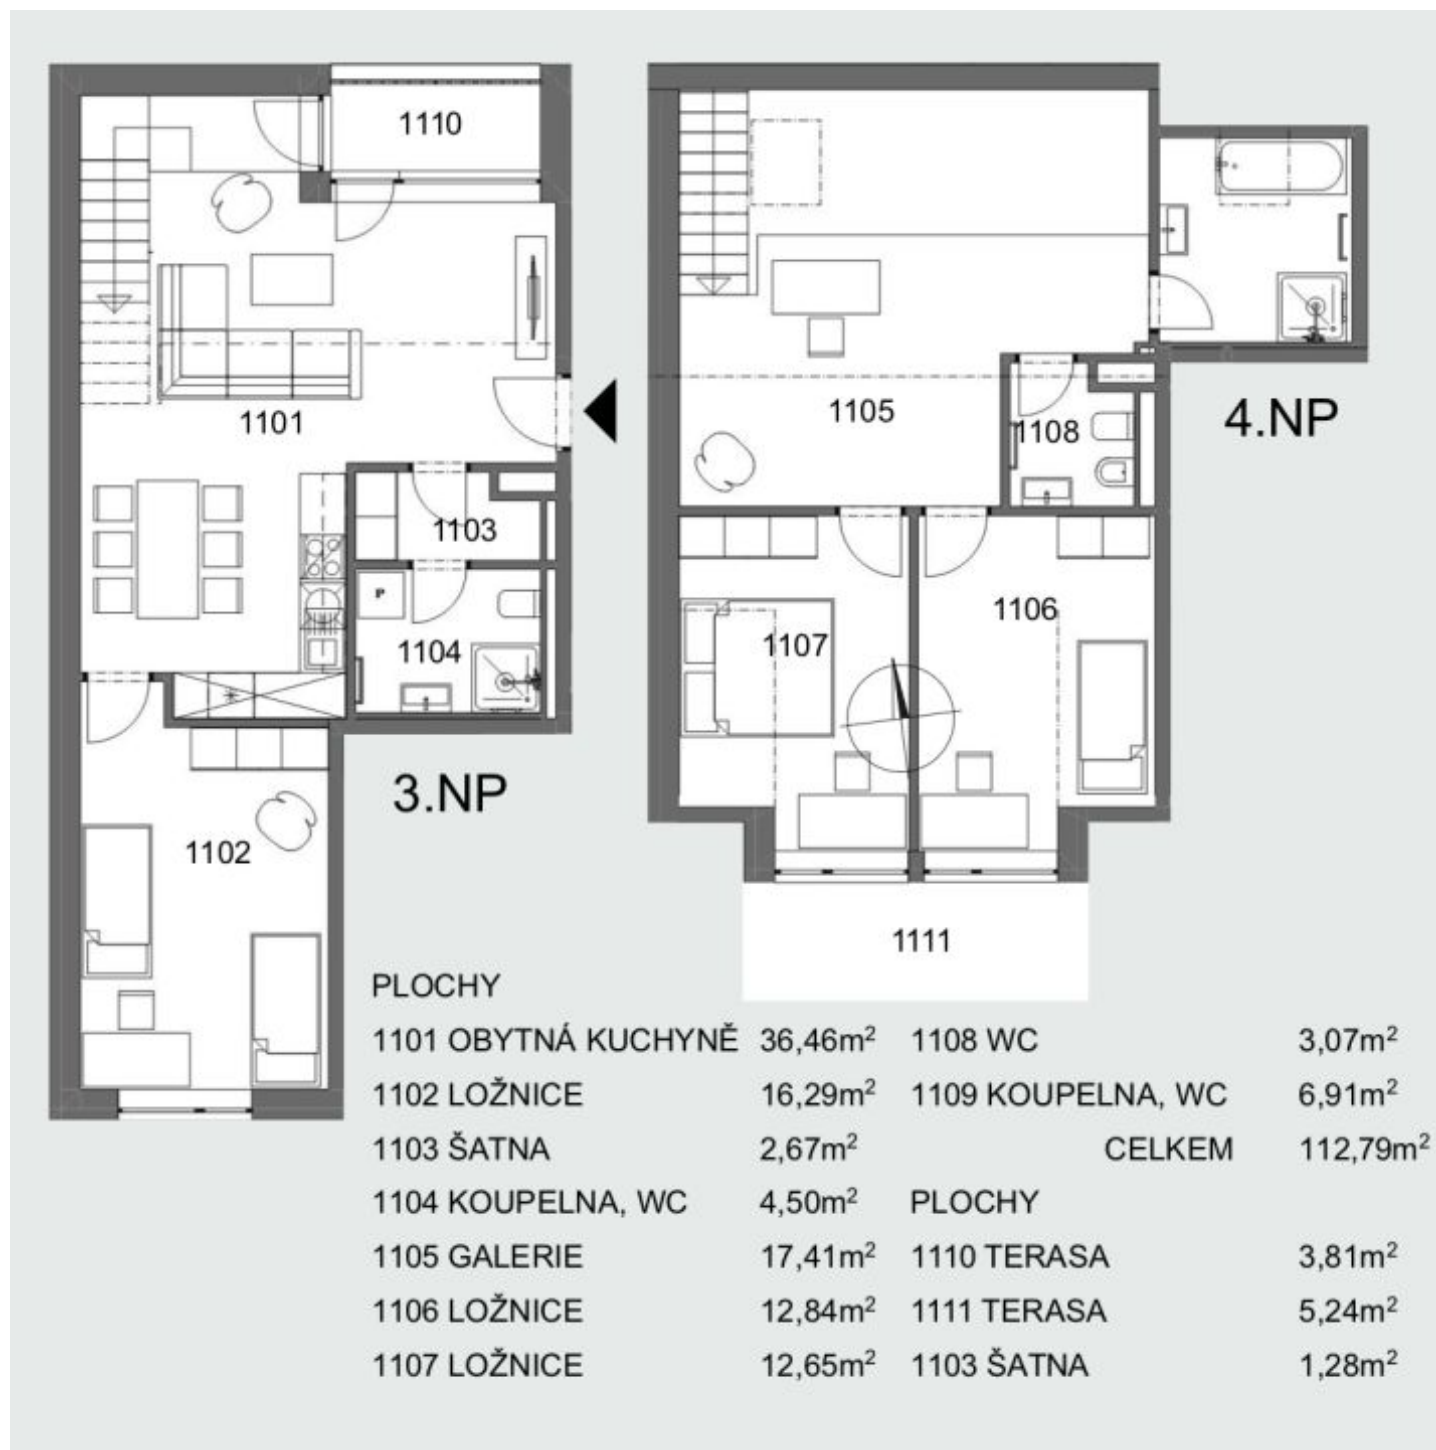 1110
1101
1103
P
1104
1102
3.NP
1105
1108
4.NP
1107
1106
1111
PLOCHY
1101 OBYTNÁ KUCHYNĚ 36,46m²
1102 LOŽNICE 16,29m²
1103 ŠATNA 2,67m²
1104 KOUPELNA, WC 4,50m²
1105 GALERIE 17,41m²
1106 LOŽNICE 12,84m²
1107 LOŽNICE 12,65m²
1108 WC 3,07m²
1109 KOUPELNA, WC 6,91m²
CELKEM 112,79m²
PLOCHY
1110 TERASA 3,81m²
1111 TERASA 5,24m²
1103 ŠATNA 1,28m²